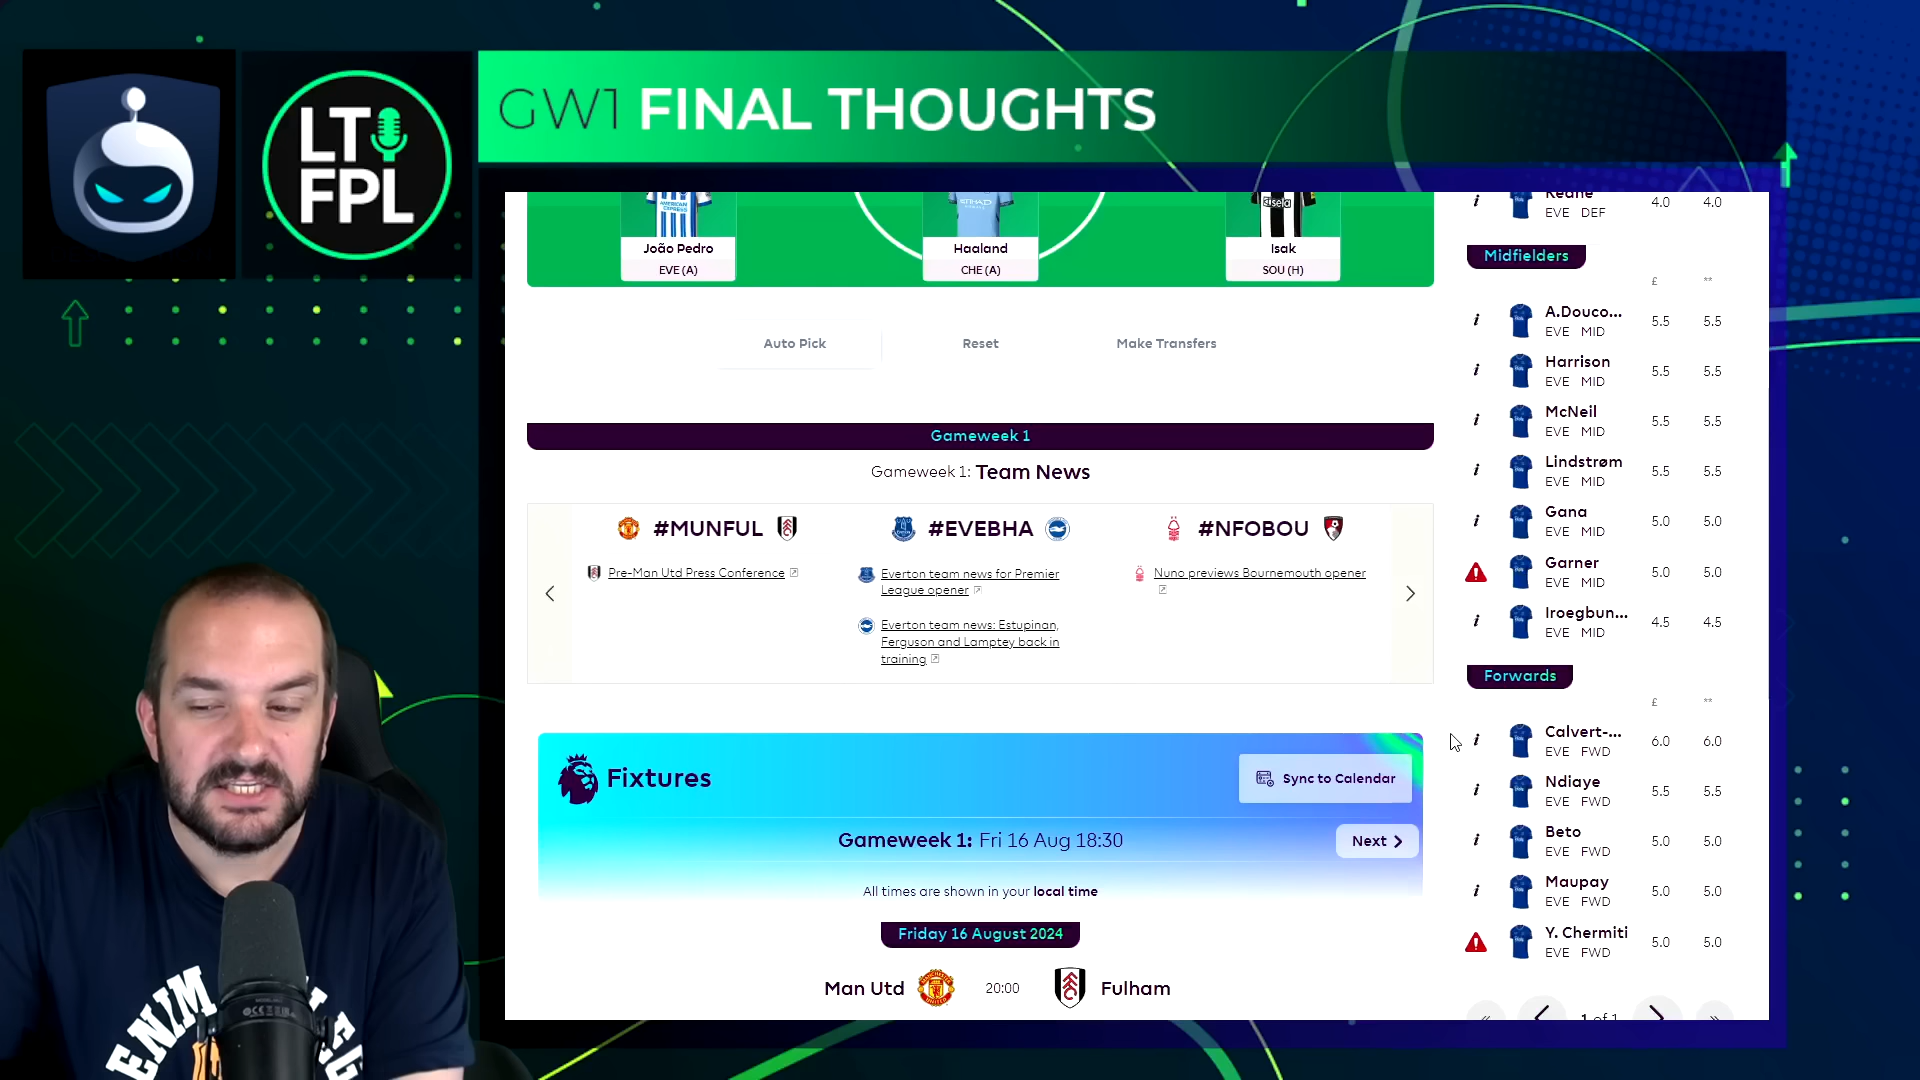 LT
FPL
GW1 FINAL THOUGHTS
AMERICAN EXPRESS
ETIHAD
sela
João Pedro
EVE (A)
Haaland
CHE (A)
Isak
SOU (H)
Auto Pick
Reset
Make Transfers
Gameweek 1
Gameweek 1: Team News
#MUNFUL
Pre-Man Utd Press Conference
#EVEBHA
Everton team news for Premier
League opener
Everton team news: Estupinan,
Ferguson and Lamptey back in
training
#NFOBOU
Nuno previews Bournemouth opener
Fixtures
Sync to Calendar
Gameweek 1: Fri 16 Aug 18:30
Next
All times are shown in your local time
Friday 16 August 2024
Man Utd 20:00 Fulham
Keane 4.0 4.0
EVE DEF
Midfielders
£ **
A.Douco... 5.5 5.5
EVE MID
Harrison 5.5 5.5
EVE MID
McNeil 5.5 5.5
EVE MID
Lindstrøm 5.5 5.5
EVE MID
Gana 5.0 5.0
EVE MID
Garner 5.0 5.0
EVE MID
Iroegbun... 4.5 4.5
EVE MID
Forwards
£ **
Calvert-... 6.0 6.0
EVE FWD
Ndiaye 5.5 5.5
EVE FWD
Beto 5.0 5.0
EVE FWD
Maupay 5.0 5.0
EVE FWD
Y. Chermiti 5.0 5.0
EVE FWD
1 of 1